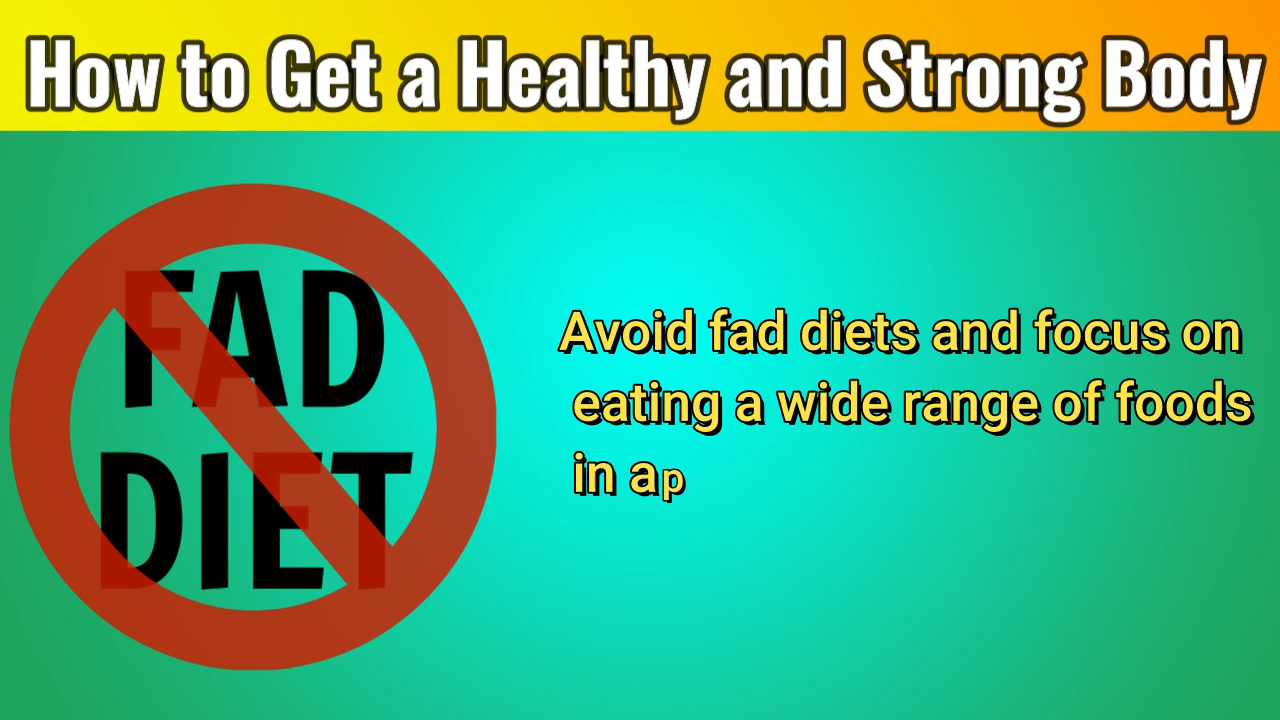 How to Get a Healthy and Strong Body
FAD
DIET
Avoid fad diets and focus on
eating a wide range of foods
in ap